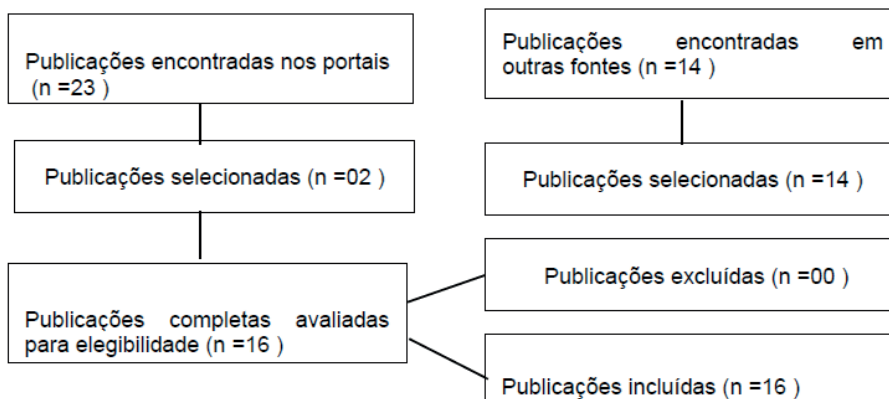 Publicações encontradas nos portais
(n =23 )
Publicações encontradas em
outras fontes (n =14 )
Publicações selecionadas (n =02 )
Publicações selecionadas (n =14 )
Publicações excluídas (n =00 )
Publicações completas avaliadas
para elegibilidade (n =16 )
Publicações incluídas (n =16 )